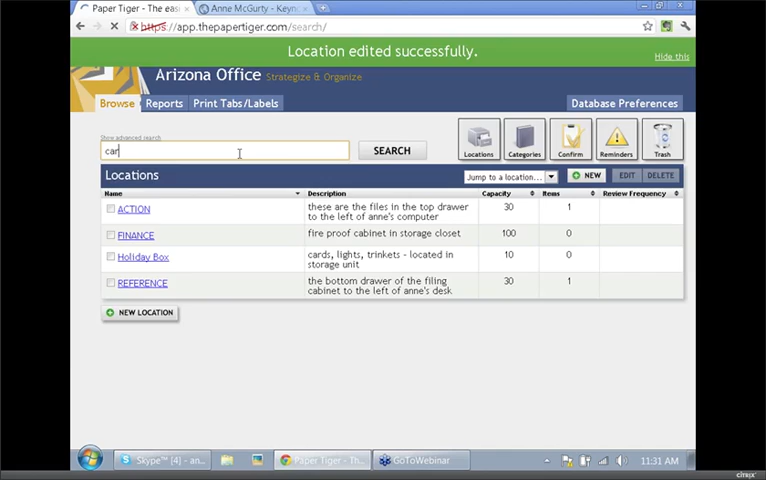 Paper Tiger - The easi
Anne McGurty - Keyno
https://app.thepapertiger.com/search/
Location edited successfully.
Hide this
Arizona Office Strategize & Organize
Browse Reports Print Tabs/Labels Database Preferences
Show advanced search
car
SEARCH
Locations Categories Confirm Reminders Trash
Locations Jump to a location... NEW EDIT DELETE
Name Description Capacity Items Review Frequency
ACTION these are the files in the top drawer to the left of anne's computer 30 1
FINANCE fire proof cabinet in storage closet 100 0
Holiday Box cards, lights, trinkets - located in storage unit 10 0
REFERENCE the bottom drawer of the filing cabinet to the left of anne's desk 30 1
NEW LOCATION
Skype™ [4] - an... Paper Tiger - Th... GoToWebinar 11:31 AM
CITRIX